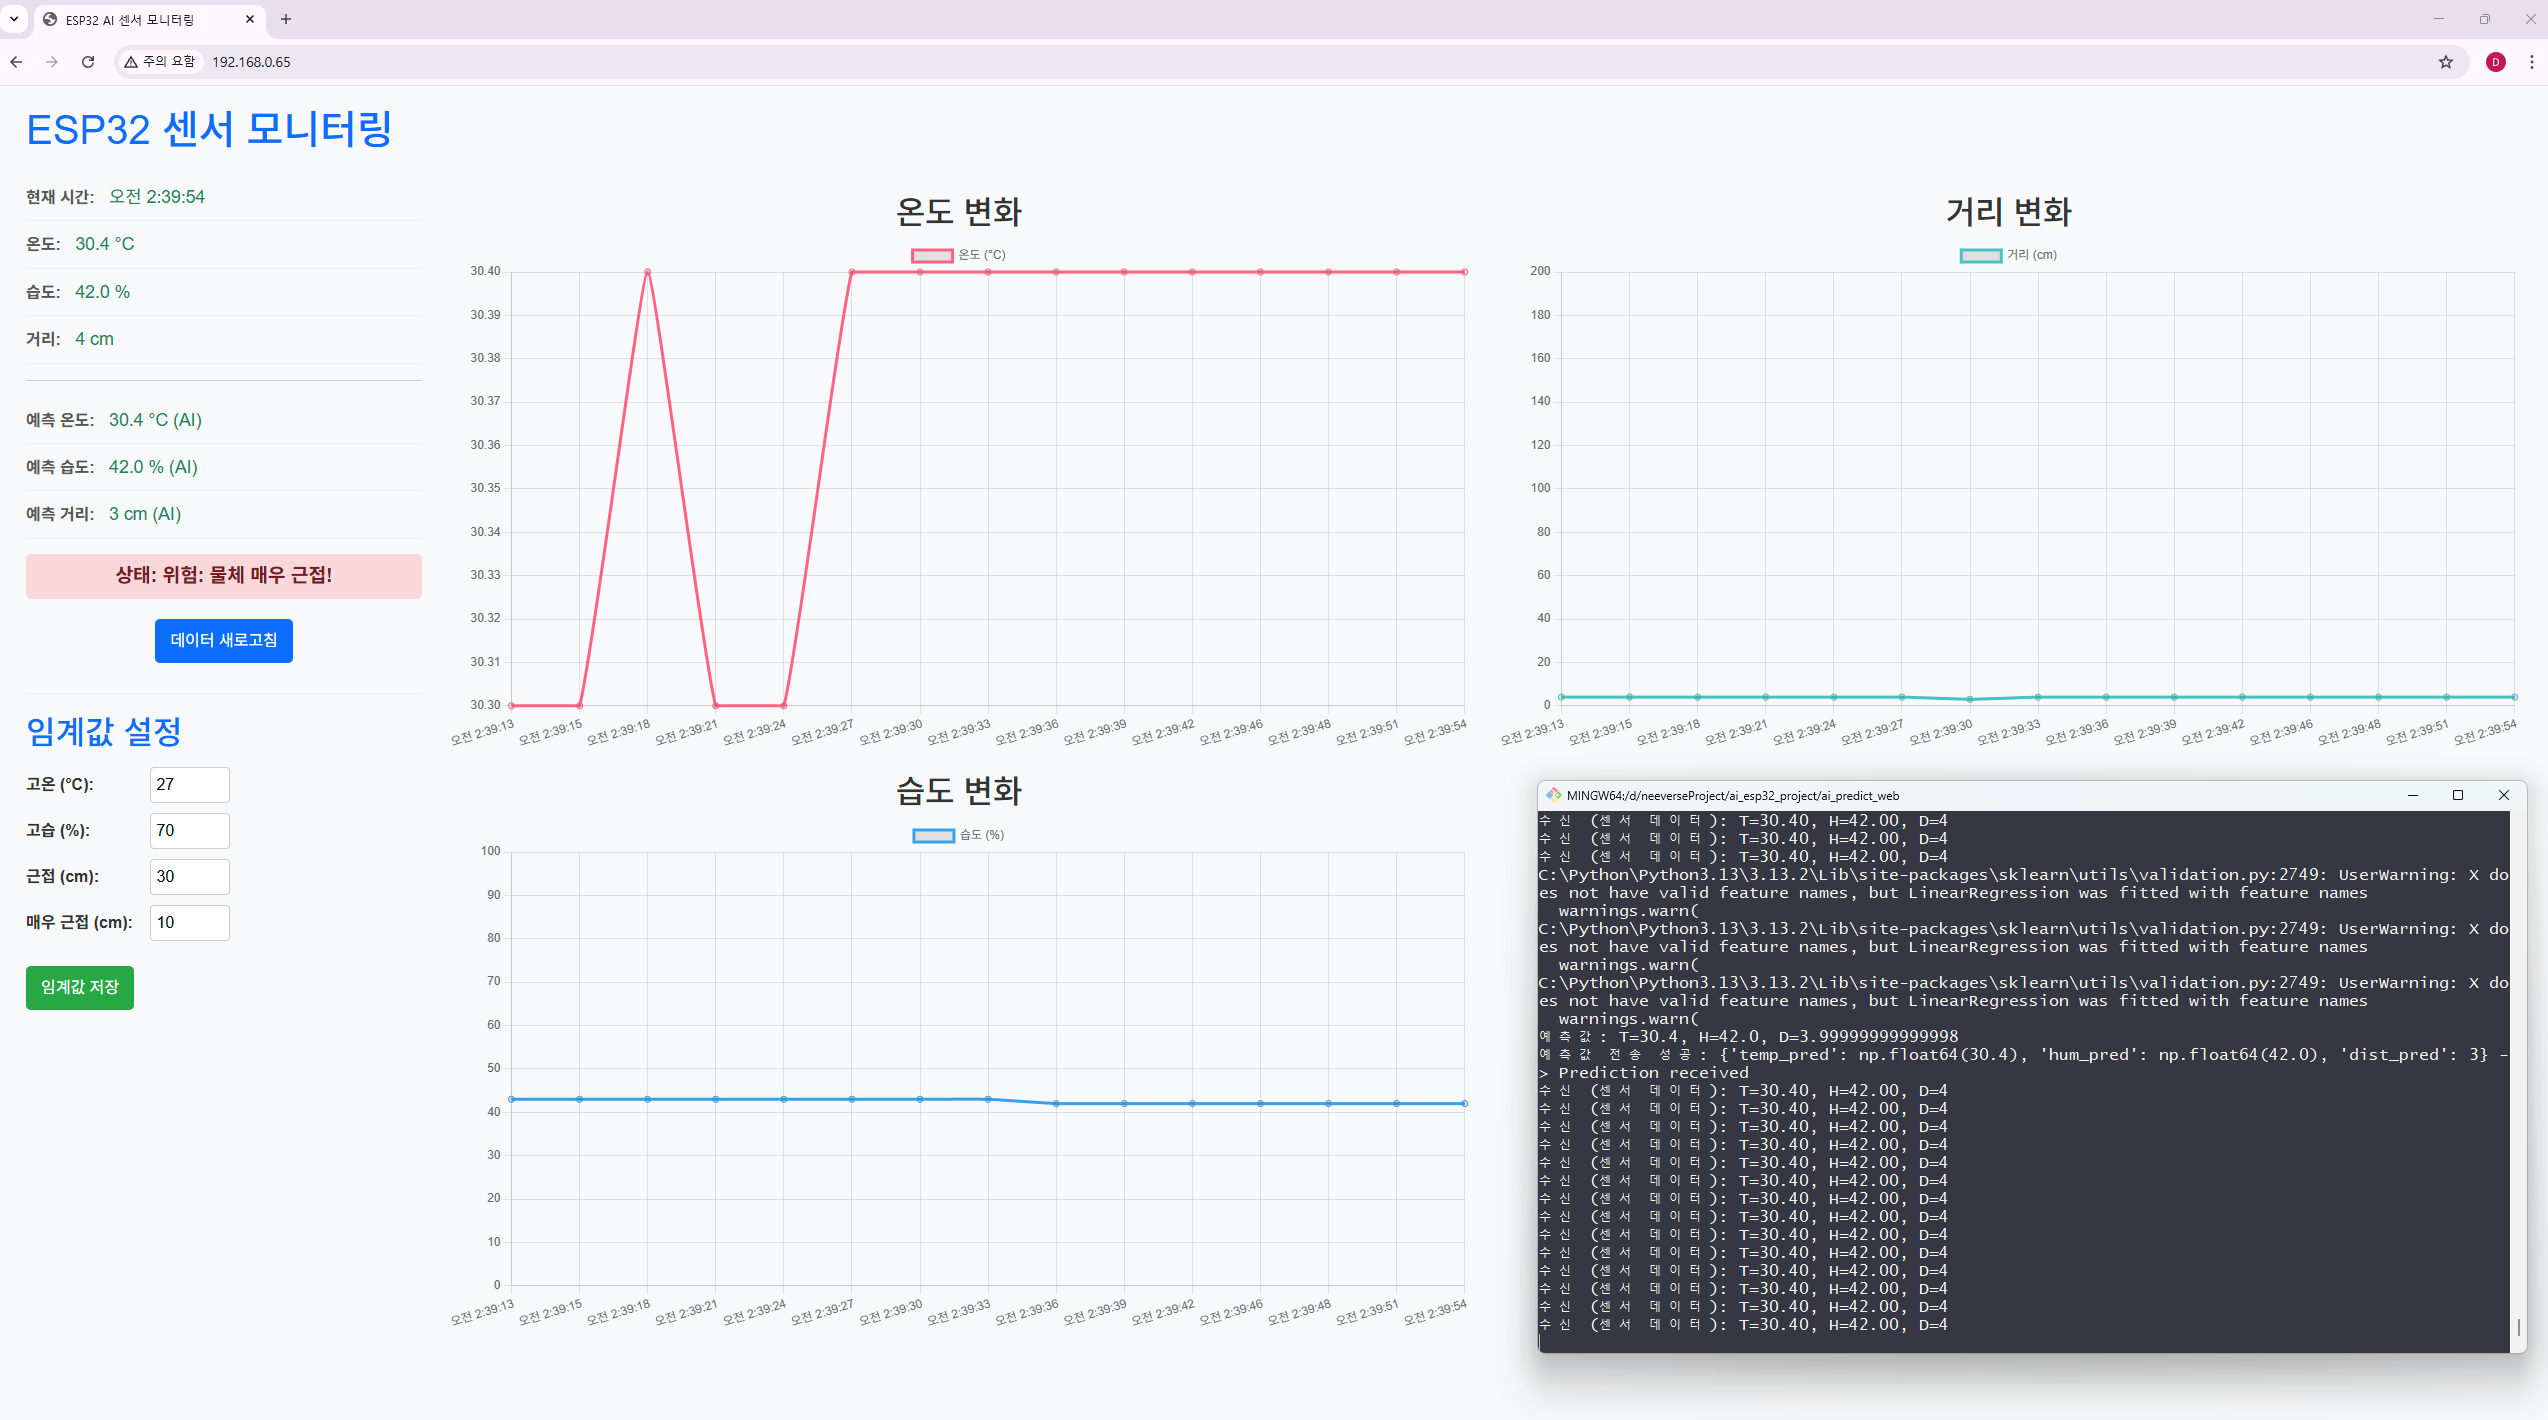 ESP32 AI 센서 모니터링
주의 요함 192.168.0.65
D
ESP32 센서 모니터링
현재 시간: 오전 2:39:54
온도: 30.4 °C
습도: 42.0 %
거리: 4 cm
예측 온도: 30.4 °C (AI)
예측 습도: 42.0 % (AI)
예측 거리: 3 cm (AI)
상태: 위험: 물체 매우 근접!
데이터 새로고침
임계값 설정
고온 (°C): 27
고습 (%): 70
근접 (cm): 30
매우 근접 (cm): 10
임계값 저장
온도 변화
온도 (°C)
30.40
30.39
30.38
30.37
30.36
30.35
30.34
30.33
30.32
30.31
30.30
오전 2:39:13 오전 2:39:15 오전 2:39:18 오전 2:39:21 오전 2:39:24 오전 2:39:27 오전 2:39:30 오전 2:39:33 오전 2:39:36 오전 2:39:39 오전 2:39:42 오전 2:39:46 오전 2:39:48 오전 2:39:51 오전 2:39:54
거리 변화
거리 (cm)
200
180
160
140
120
100
80
60
40
20
0
오전 2:39:13 오전 2:39:15 오전 2:39:18 오전 2:39:21 오전 2:39:24 오전 2:39:27 오전 2:39:30 오전 2:39:33 오전 2:39:36 오전 2:39:39 오전 2:39:42 오전 2:39:46 오전 2:39:48 오전 2:39:51 오전 2:39:54
습도 변화
습도 (%)
100
90
80
70
60
50
40
30
20
10
0
오전 2:39:13 오전 2:39:15 오전 2:39:18 오전 2:39:21 오전 2:39:24 오전 2:39:27 오전 2:39:30 오전 2:39:33 오전 2:39:36 오전 2:39:39 오전 2:39:42 오전 2:39:46 오전 2:39:48 오전 2:39:51 오전 2:39:54
MINGW64:/d/neeverseProject/ai_esp32_project/ai_predict_web
수신 (센서 데이터): T=30.40, H=42.00, D=4
수신 (센서 데이터): T=30.40, H=42.00, D=4
수신 (센서 데이터): T=30.40, H=42.00, D=4
C:\Python\Python3.13\3.13.2\Lib\site-packages\sklearn\utils\validation.py:2749: UserWarning: X do
es not have valid feature names, but LinearRegression was fitted with feature names
warnings.warn(
C:\Python\Python3.13\3.13.2\Lib\site-packages\sklearn\utils\validation.py:2749: UserWarning: X do
es not have valid feature names, but LinearRegression was fitted with feature names
warnings.warn(
C:\Python\Python3.13\3.13.2\Lib\site-packages\sklearn\utils\validation.py:2749: UserWarning: X do
es not have valid feature names, but LinearRegression was fitted with feature names
warnings.warn(
예측값: T=30.4, H=42.0, D=3.99999999999998
예측값 전송 성공: {'temp_pred': np.float64(30.4), 'hum_pred': np.float64(42.0), 'dist_pred': 3} -
> Prediction received
수신 (센서 데이터): T=30.40, H=42.00, D=4
수신 (센서 데이터): T=30.40, H=42.00, D=4
수신 (센서 데이터): T=30.40, H=42.00, D=4
수신 (센서 데이터): T=30.40, H=42.00, D=4
수신 (센서 데이터): T=30.40, H=42.00, D=4
수신 (센서 데이터): T=30.40, H=42.00, D=4
수신 (센서 데이터): T=30.40, H=42.00, D=4
수신 (센서 데이터): T=30.40, H=42.00, D=4
수신 (센서 데이터): T=30.40, H=42.00, D=4
수신 (센서 데이터): T=30.40, H=42.00, D=4
수신 (센서 데이터): T=30.40, H=42.00, D=4
수신 (센서 데이터): T=30.40, H=42.00, D=4
수신 (센서 데이터): T=30.40, H=42.00, D=4
수신 (센서 데이터): T=30.40, H=42.00, D=4